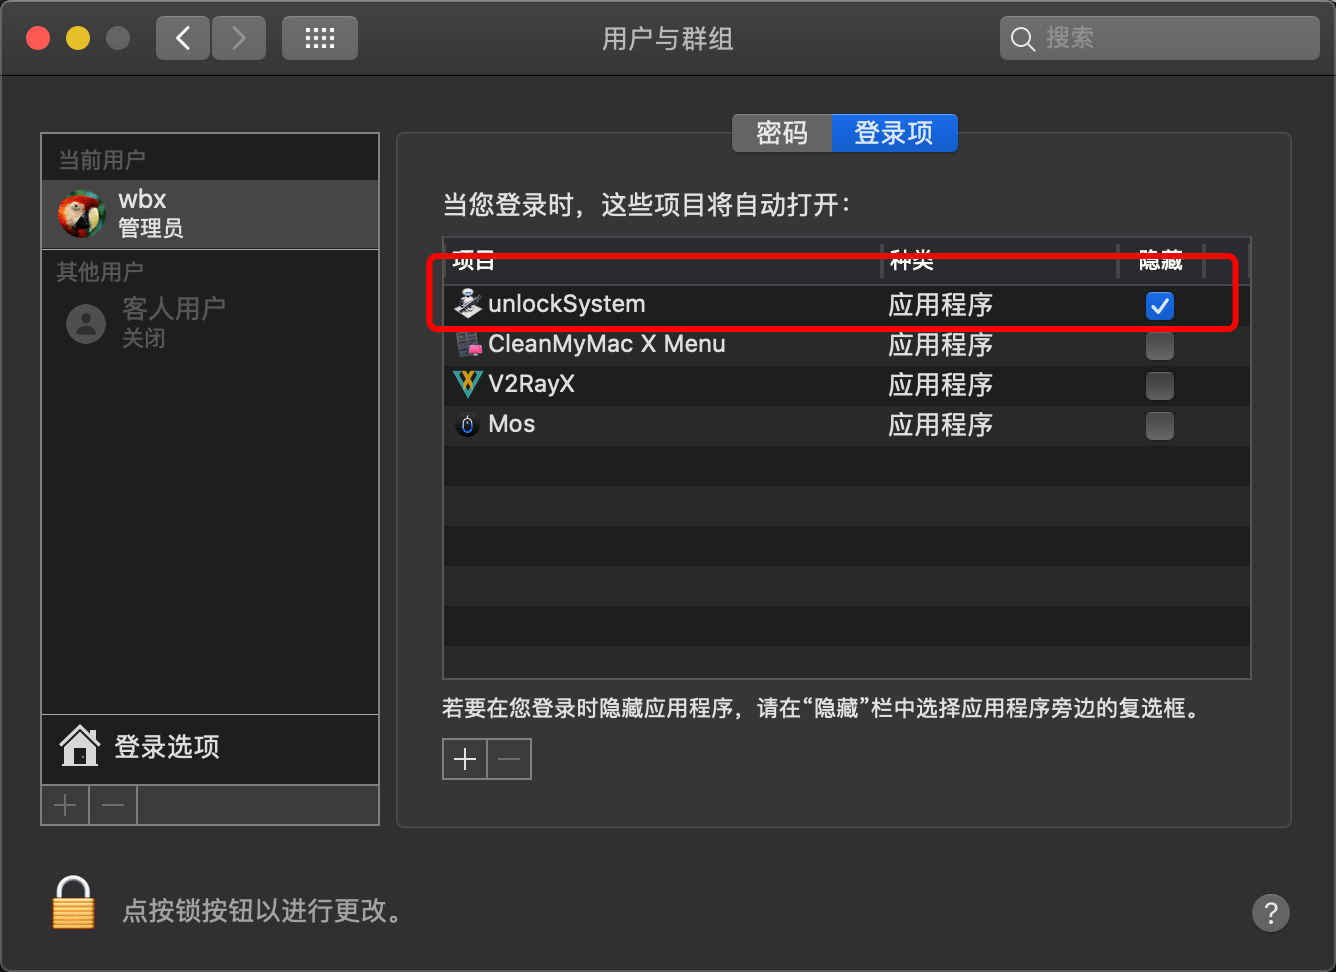 用户与群组
搜索
密码
登录项
当前用户
wbx
管理员
其他用户
客人用户
关闭
登录选项
当您登录时，这些项目将自动打开：
项目 种类 隐藏
unlockSystem 应用程序
CleanMyMac X Menu 应用程序
V2RayX 应用程序
Mos 应用程序
若要在您登录时隐藏应用程序，请在“隐藏”栏中选择应用程序旁边的复选框。
点按锁按钮以进行更改。
?